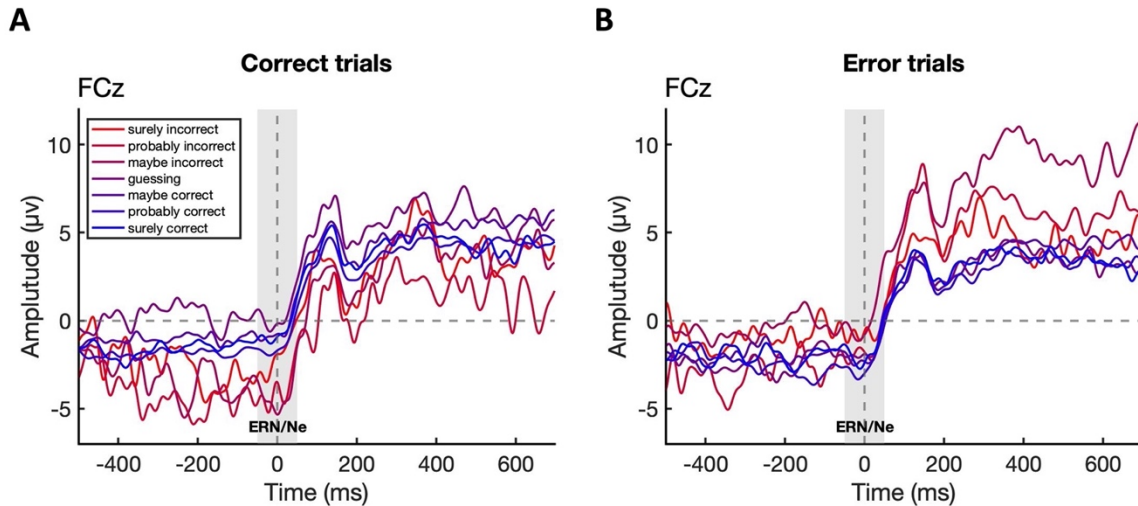 A
Correct trials
FCz
surely incorrect
probably incorrect
maybe incorrect
guessing
maybe correct
probably correct
surely correct
10
5
0
-5
Amplutude (µv)
ERN/Ne
-400 -200 0 200 400 600
Time (ms)
B
Error trials
FCz
10
5
0
-5
Amplutude (µv)
ERN/Ne
-400 -200 0 200 400 600
Time (ms)